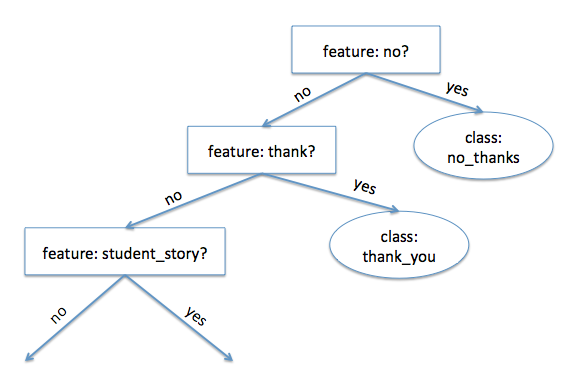 feature: no?
no
yes
feature: thank?
class:
no_thanks
no
yes
feature: student_story?
class:
thank_you
no
yes